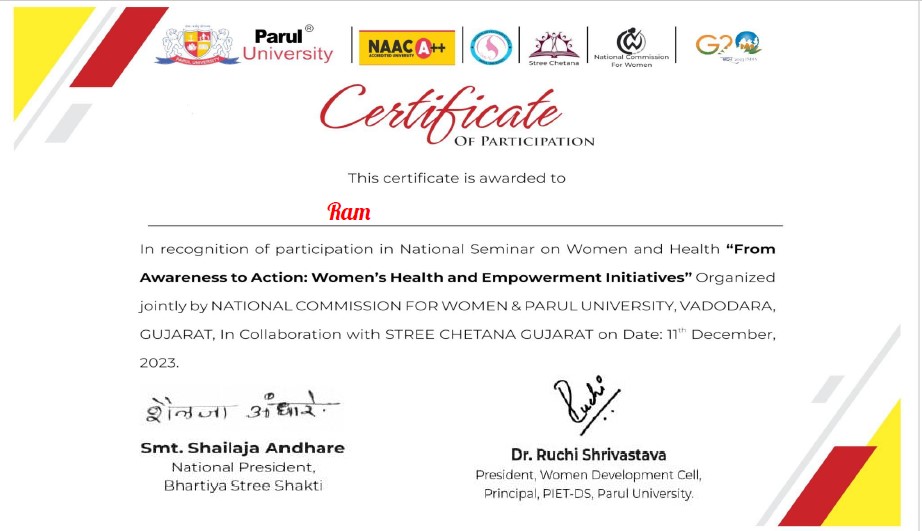 Parul®
University
PARUL UNIVERSITY
NAAC A++
ACCREDITED UNIVERSITY
Stree Chetana
National Commission
For Women
G20
Certificate
OF PARTICIPATION
This certificate is awarded to
Ram
In recognition of participation in National Seminar on Women and Health “From
Awareness to Action: Women’s Health and Empowerment Initiatives” Organized
jointly by NATIONAL COMMISSION FOR WOMEN & PARUL UNIVERSITY, VADODARA,
GUJARAT, In Collaboration with STREE CHETANA GUJARAT on Date: 11th December,
2023.
शैलजा अंधारे
Ruchi
Smt. Shailaja Andhare
National President,
Bhartiya Stree Shakti
Dr. Ruchi Shrivastava
President, Women Development Cell,
Principal, PIET-DS, Parul University.